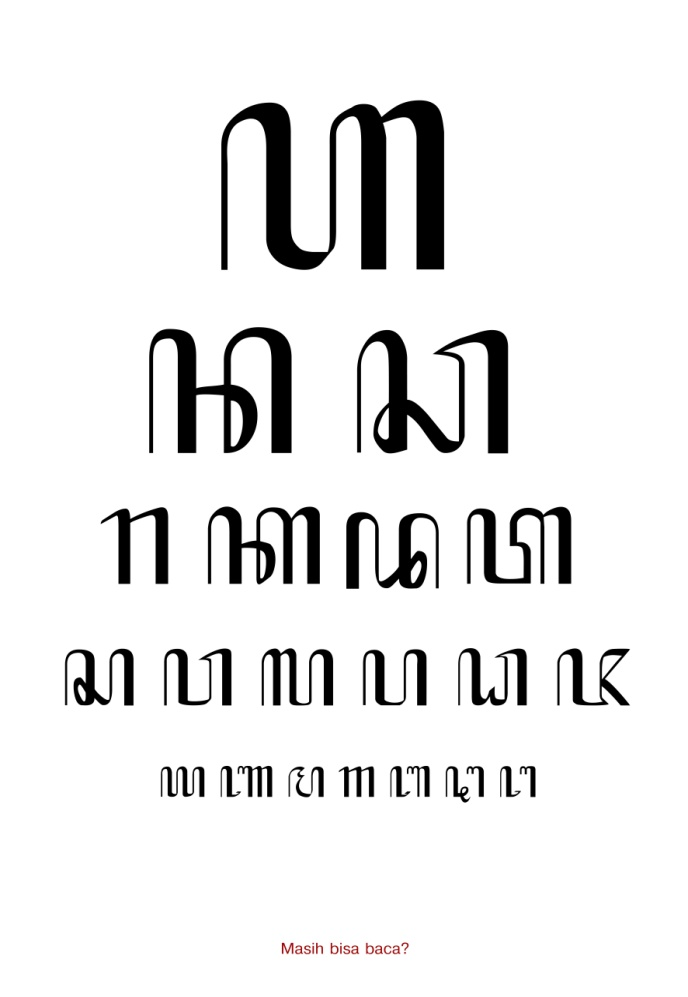 ꦲ
ꦤ ꦕ
ꦫ ꦏ ꦢ ꦠ
ꦱ ꦮ ꦭ ꦥ ꦝ ꦗ
ꦪ ꦚ ꦩ ꦒ ꦧ ꦛ ꦔ
Masih bisa baca?